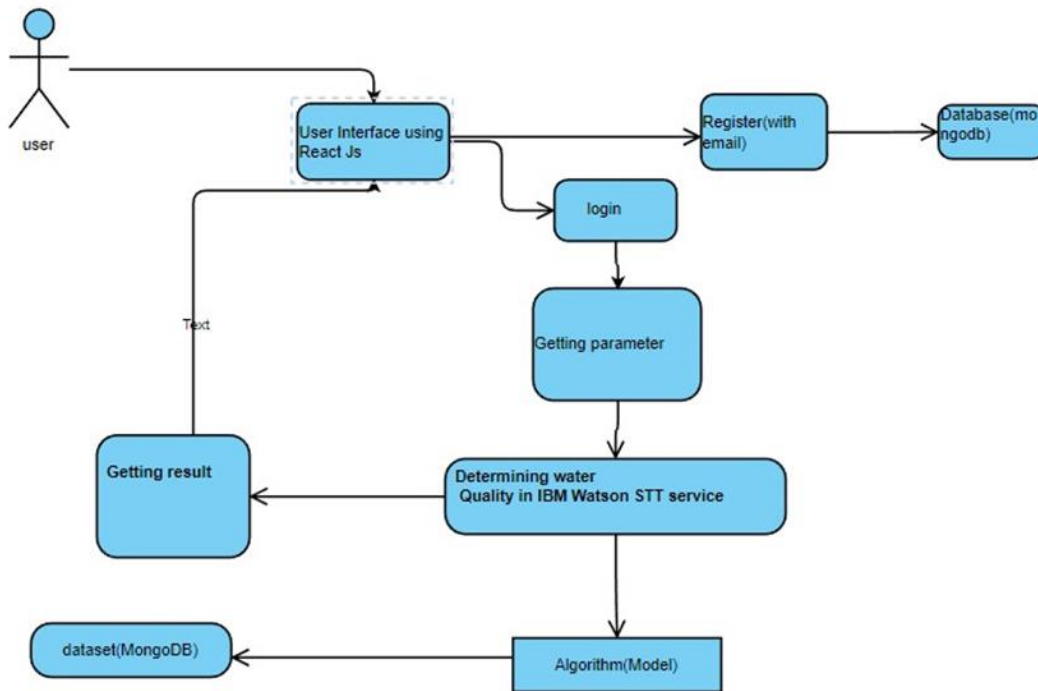 user
User Interface using
React Js
Register(with
email)
Database(mo
ngodb)
login
Getting parameter
Text
Getting result
Determining water
Quality in IBM Watson STT service
dataset(MongoDB)
Algorithm(Model)